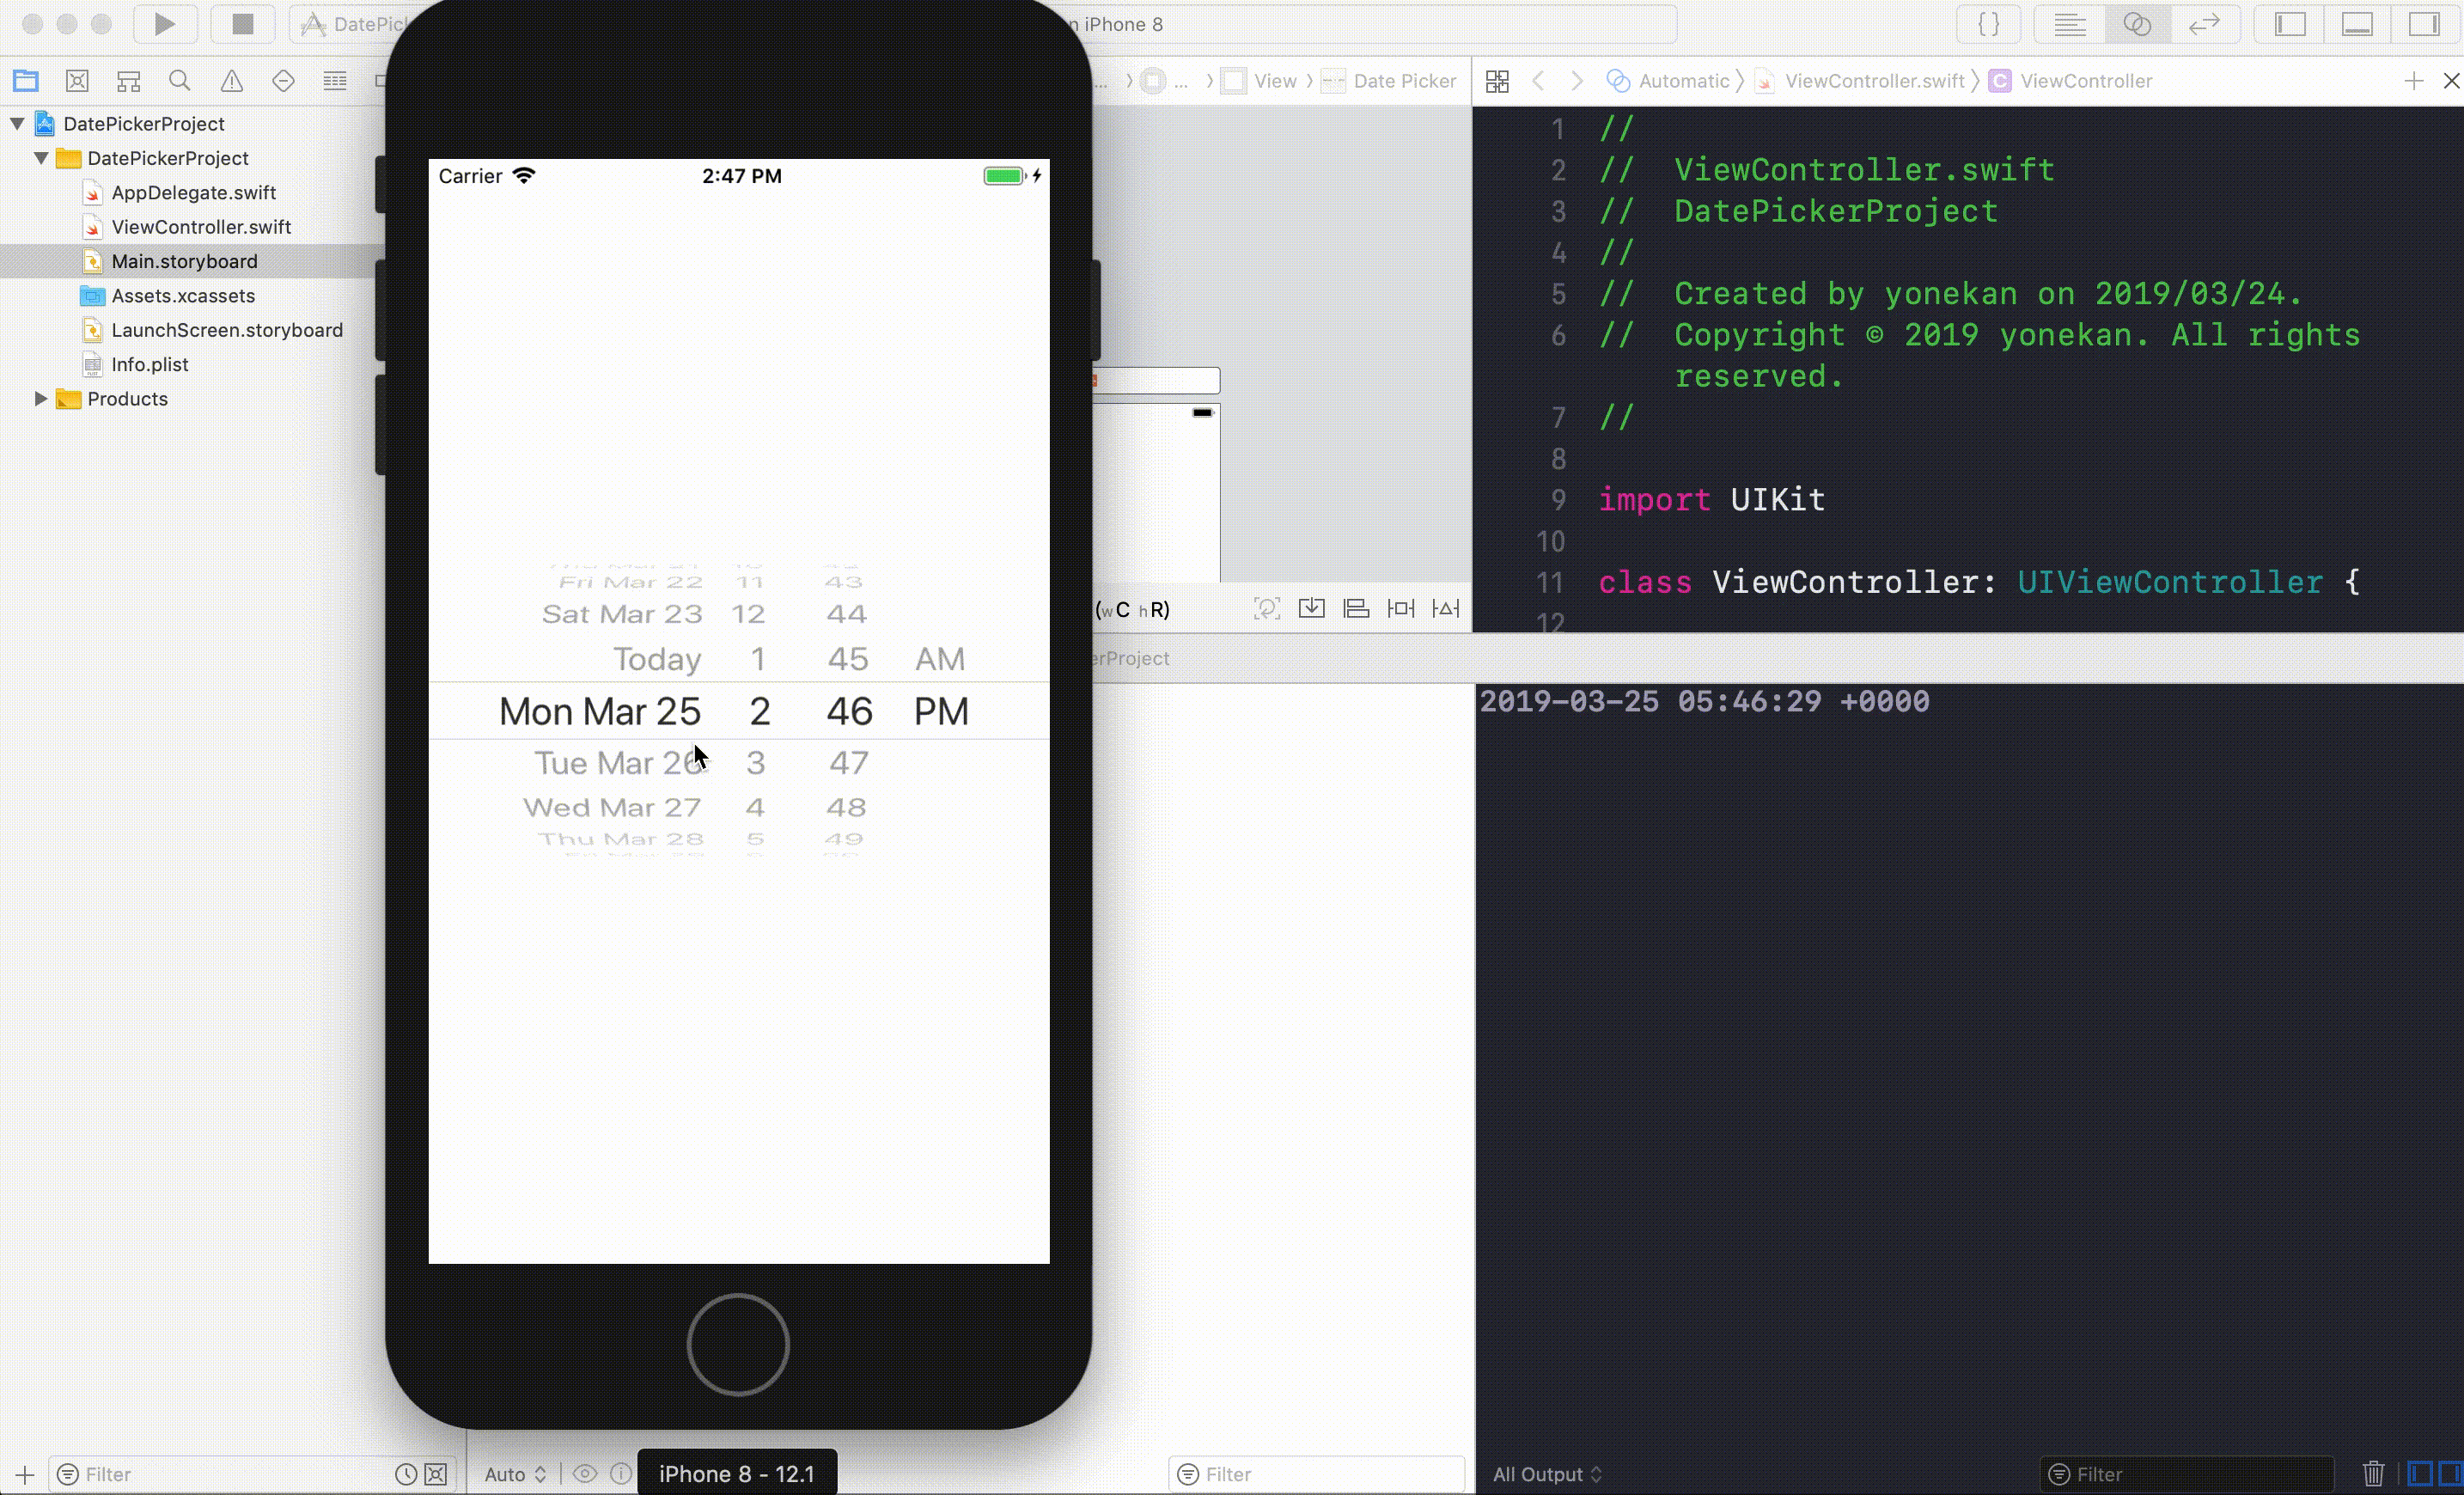 DatePic
n iPhone 8
... ... View Date Picker
Automatic ViewController.swift C ViewController
DatePickerProject
DatePickerProject
AppDelegate.swift
ViewController.swift
Main.storyboard
Assets.xcassets
LaunchScreen.storyboard
Info.plist
Products
Carrier 2:47 PM
Fri Mar 22 11 43
Sat Mar 23 12 44
Today 1 45 AM
Mon Mar 25 2 46 PM
Tue Mar 26 3 47
Wed Mar 27 4 48
Thu Mar 28 5 49
(wC hR)
erProject
1 //
2 // ViewController.swift
3 // DatePickerProject
4 //
5 // Created by yonekan on 2019/03/24.
6 // Copyright © 2019 yonekan. All rights
reserved.
7 //
8
9 import UIKit
10
11 class ViewController: UIViewController {
12
2019-03-25 05:46:29 +0000
Filter
Auto
iPhone 8 - 12.1
Filter
All Output
Filter